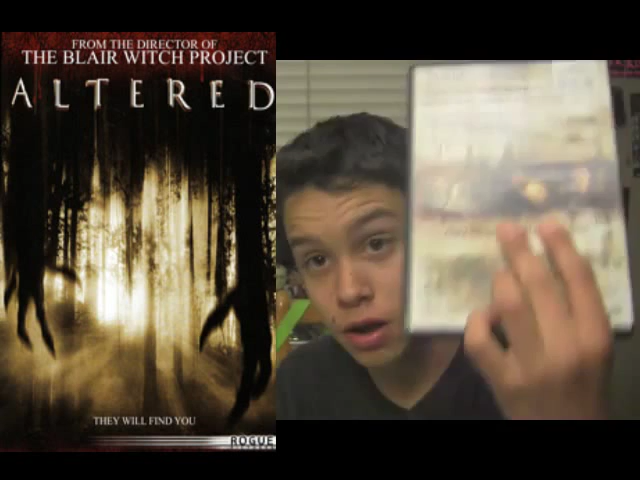 FROM THE DIRECTOR OF
THE BLAIR WITCH PROJECT
ALTERED
THEY WILL FIND YOU
ROGUE